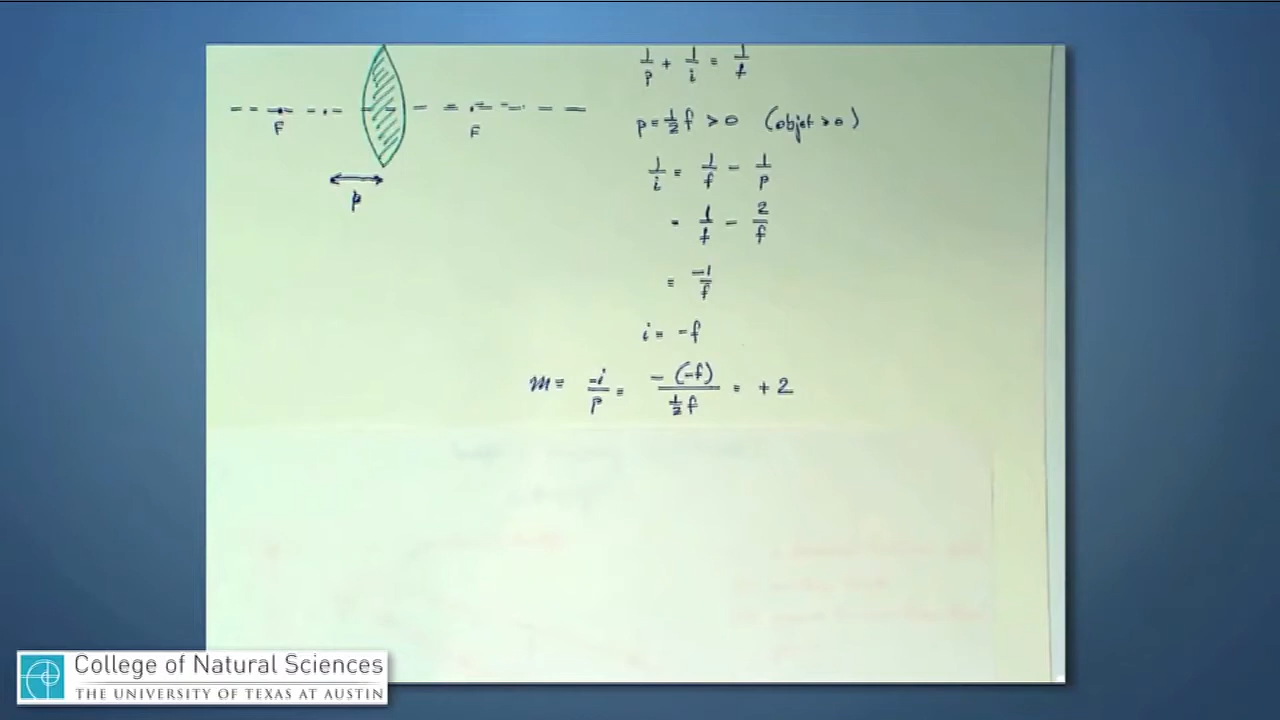 1/p + 1/i = 1/f
F
F
p = 1/2 f > 0 (object > 0)
1/i = 1/f - 1/p
p
= 1/f - 2/f
= -1/f
i = -f
m = -i/p = -(-f)/(1/2 f) = +2
College of Natural Sciences
THE UNIVERSITY OF TEXAS AT AUSTIN